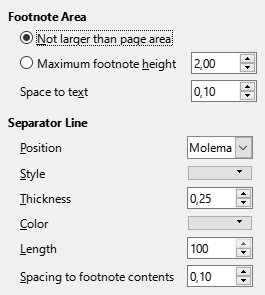 Footnote Area
Not larger than page area
Maximum footnote height 2,00
Space to text 0,10
Separator Line
Position Molema
Style
Thickness 0,25
Color
Length 100
Spacing to footnote contents 0,10